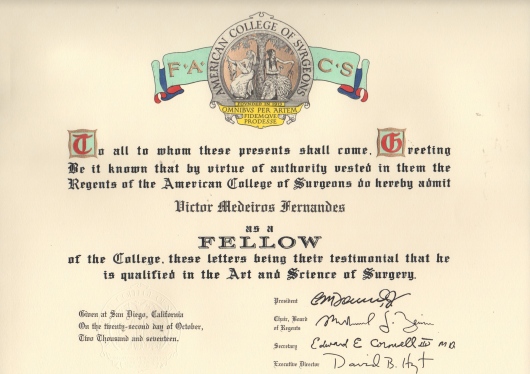 F·A·C·S
AMERICAN COLLEGE OF SURGEONS
FOUNDED IN 1913
OMNIBUS PER ARTEM
FIDEMQUE
PRODESSE
To all to whom these presents shall come, Greeting
Be it known that by virtue of authority vested in them the
Regents of the American College of Surgeons do hereby admit
Victor Medeiros Fernandes
as a
FELLOW
of the College, these letters being their testimonial that he
is qualified in the Art and Science of Surgery.
Given at San Diego, California
On the twenty-second day of October,
Two Thousand and seventeen.
President
Chair, Board
of Regents
Secretary Edward E Cornwell III MD
Executive Director David B. Hoyt